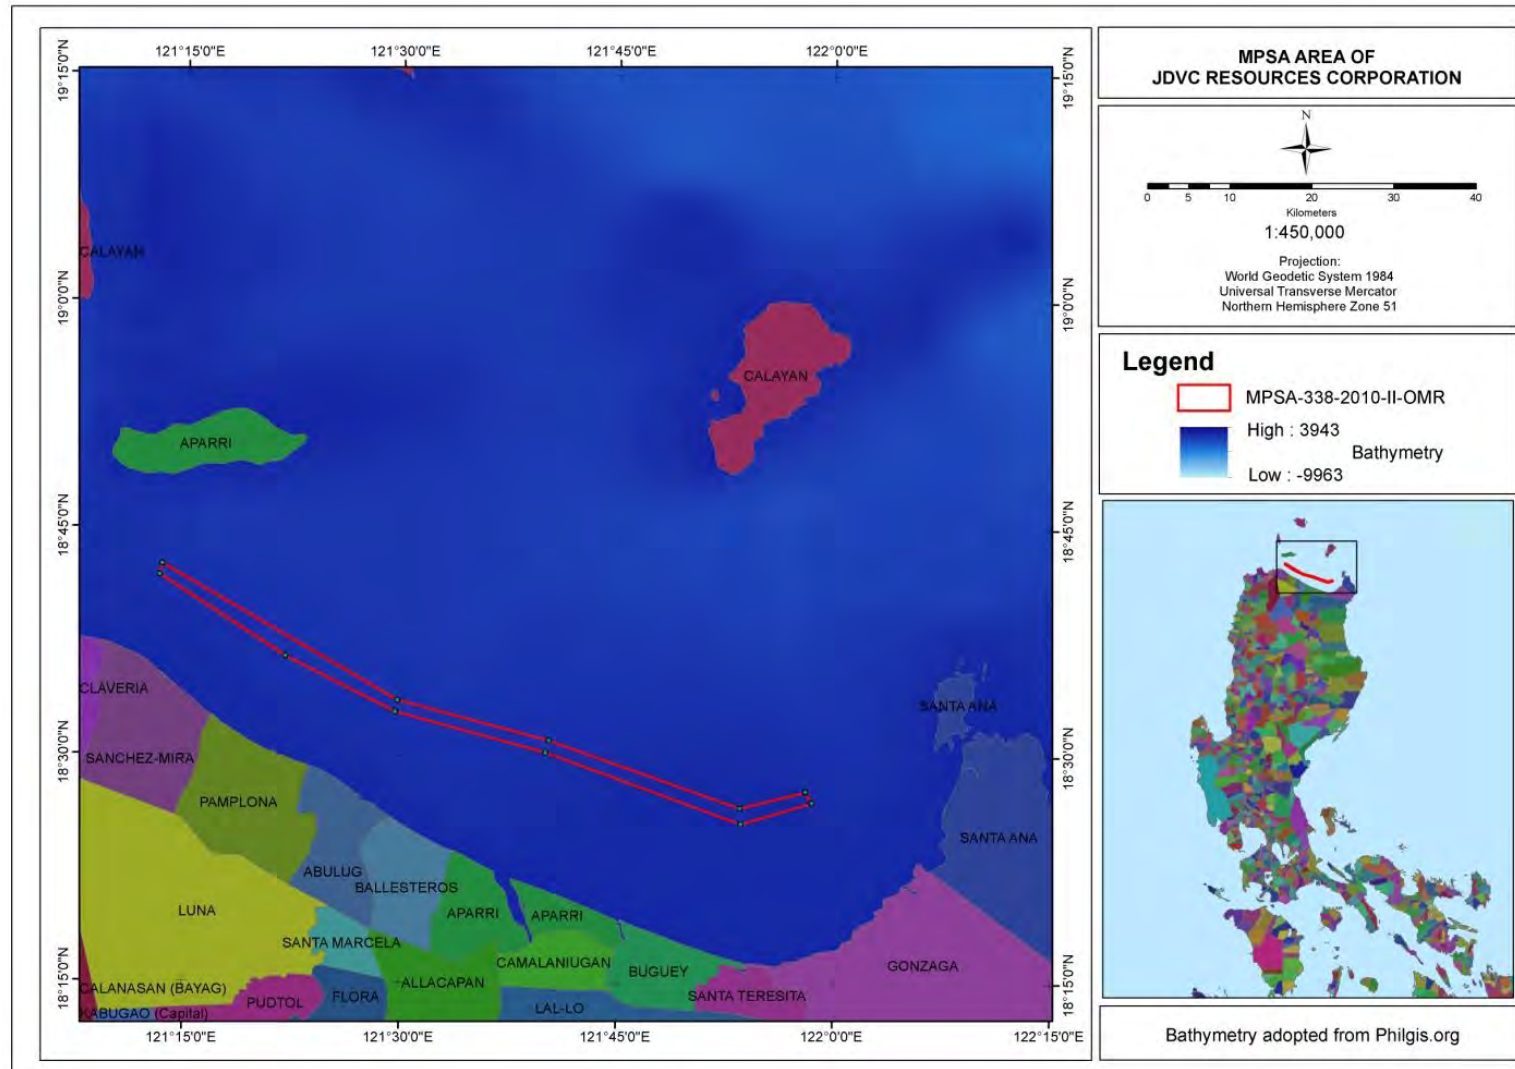 121°15'0"E 121°30'0"E 121°45'0"E 122°0'0"E
19°15'0"N
19°15'0"N
CALAYAN
19°0'0"N
19°0'0"N
CALAYAN
APARRI
18°45'0"N
18°45'0"N
CLAVERIA
SANTA ANA
18°30'0"N
18°30'0"N
SANCHEZ-MIRA
PAMPLONA
SANTA ANA
ABULUG
BALLESTEROS
LUNA
APARRI
APARRI
SANTA MARCELA
CAMALANIUGAN
BUGUEY
GONZAGA
18°15'0"N
18°15'0"N
CALANASAN (BAYAG)
ALLACAPAN
PUDTOL
FLORA
SANTA TERESITA
KABUGAO (Capital)
LAL-LO
121°15'0"E 121°30'0"E 121°45'0"E 122°0'0"E 122°15'0"E
MPSA AREA OF
JDVC RESOURCES CORPORATION
N
0 5 10 20 30 40
Kilometers
1:450,000
Projection:
World Geodetic System 1984
Universal Transverse Mercator
Northern Hemisphere Zone 51
Legend
MPSA-338-2010-II-OMR
High : 3943
Bathymetry
Low : -9963
Bathymetry adopted from Philgis.org